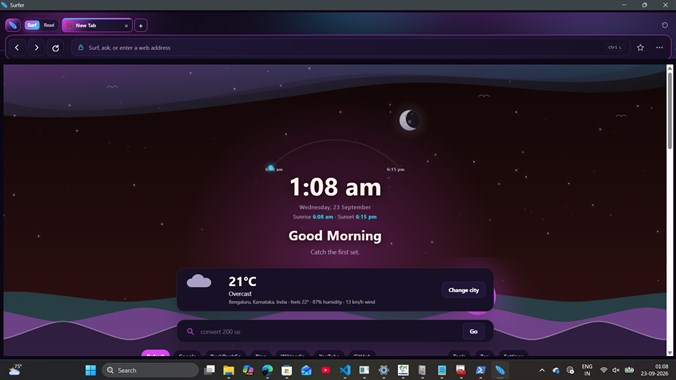 Surfer
Surf Read New Tab
Surf, ask, or enter a web address
Ctrl L
6:15 pm
1:08 am
Wednesday, 23 September
Sunrise 6:08 am · Sunset 6:15 pm
Good Morning
Catch the first set.
21°C
Overcast
Bengaluru, Karnataka, India · feels 22° · 87% humidity · 13 km/h wind
Change city
convert 200 us
Go
75°
Search
ENG
IN
01:08
23-09-2026